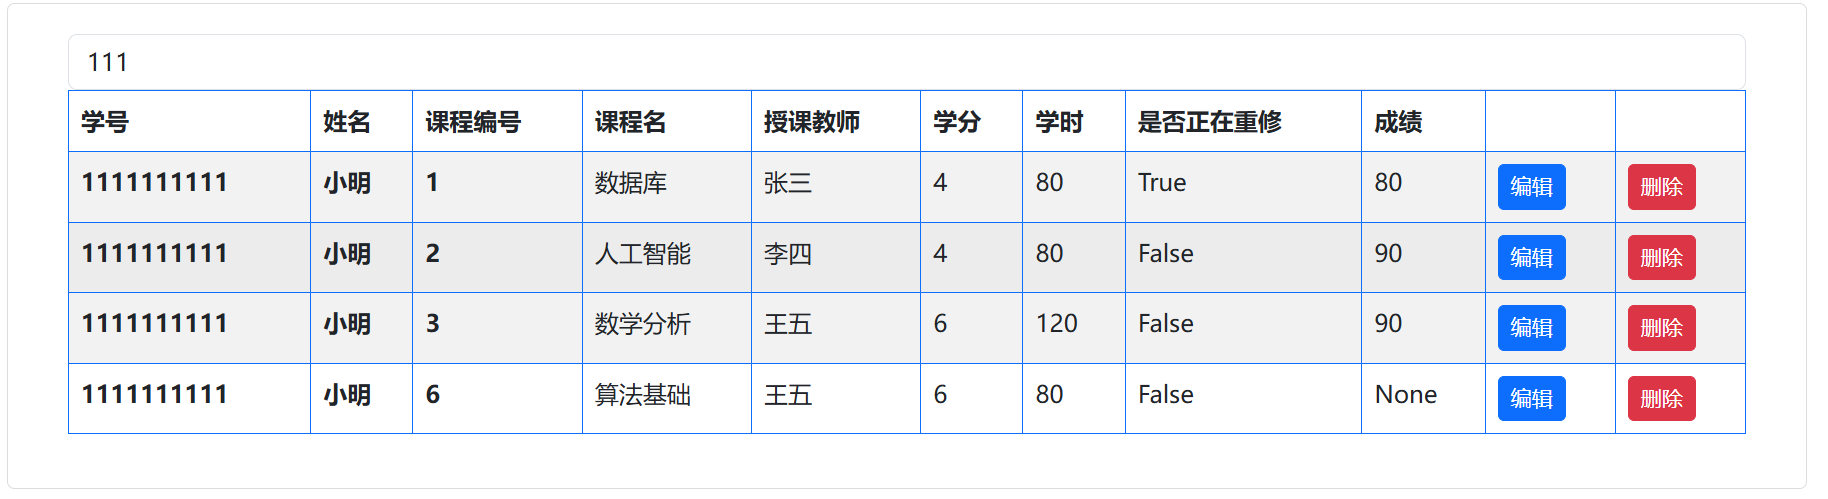 111
学号 姓名 课程编号 课程名 授课教师 学分 学时 是否正在重修 成绩
1111111111 小明 1 数据库 张三 4 80 True 80 编辑 删除
1111111111 小明 2 人工智能 李四 4 80 False 90 编辑 删除
1111111111 小明 3 数学分析 王五 6 120 False 90 编辑 删除
1111111111 小明 6 算法基础 王五 6 80 False None 编辑 删除